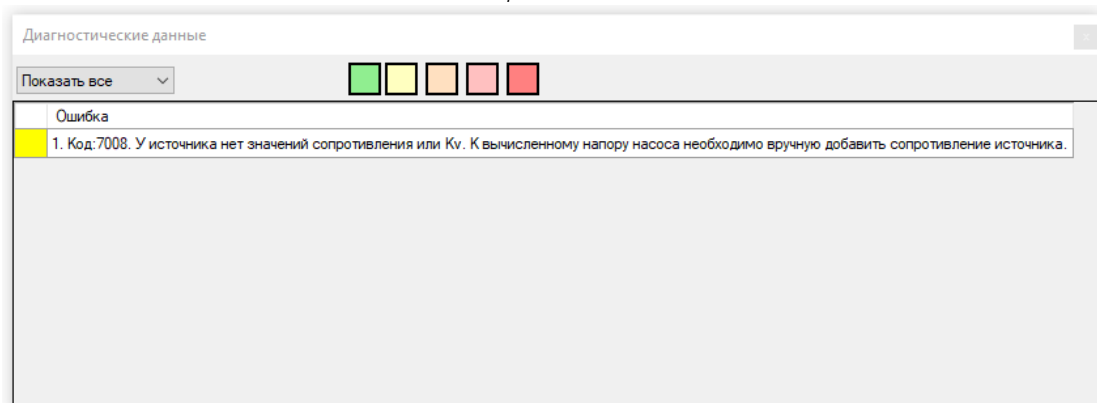 Диагностические данные
Показать все
Ошибка
1. Код:7008. У источника нет значений сопротивления или Kv. К вычисленному напору насоса необходимо вручную добавить сопротивление источника.